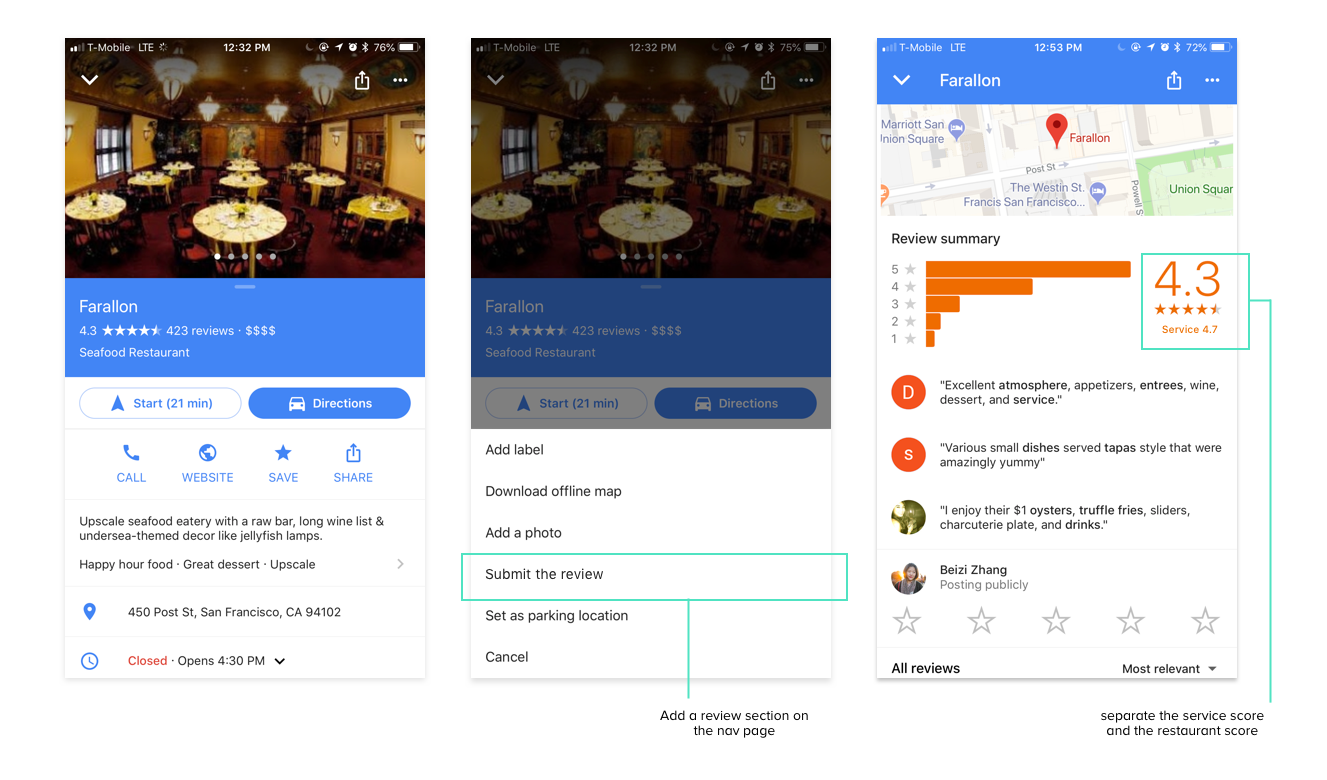 T-Mobile LTE 12:32 PM 76%
Farallon
4.3 423 reviews · $$$$
Seafood Restaurant
Start (21 min) Directions
CALL WEBSITE SAVE SHARE
Upscale seafood eatery with a raw bar, long wine list &
undersea-themed decor like jellyfish lamps.
Happy hour food · Great dessert · Upscale
450 Post St, San Francisco, CA 94102
Closed · Opens 4:30 PM
T-Mobile LTE 12:32 PM 75%
Farallon
4.3 423 reviews · $$$$
Seafood Restaurant
Start (21 min) Directions
Add label
Download offline map
Add a photo
Submit the review
Set as parking location
Cancel
Add a review section on
the nav page
T-Mobile LTE 12:53 PM 72%
Farallon
Marriott San
Union Square
Farallon
Post St
The Westin St.
Francis San Francisco...
Powell S
Union Squar
Review summary
5
4
3
2
1
4.3
Service 4.7
D
"Excellent atmosphere, appetizers, entrees, wine,
dessert, and service."
S
"Various small dishes served tapas style that were
amazingly yummy"
"I enjoy their $1 oysters, truffle fries, sliders,
charcuterie plate, and drinks."
Beizi Zhang
Posting publicly
All reviews Most relevant
separate the service score
and the restaurant score